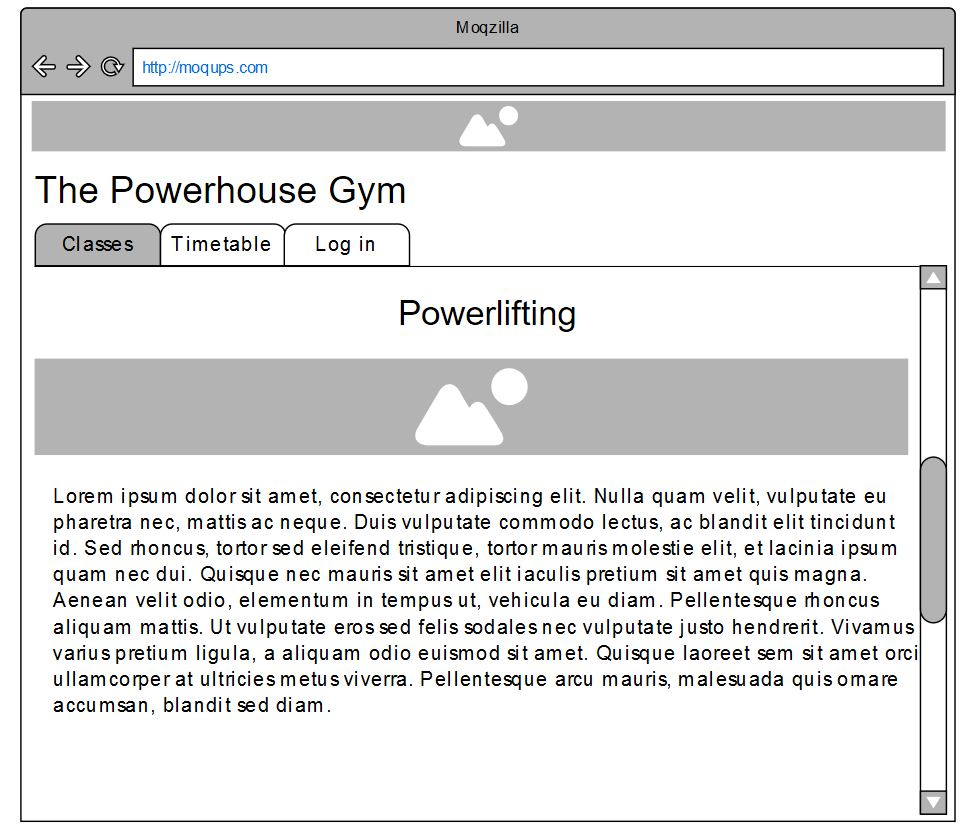 Moqzilla
http://moqups.com
The Powerhouse Gym
Classes Timetable Log in
Powerlifting
Lorem ipsum dolor sit amet, consectetur adipiscing elit. Nulla quam velit, vulputate eu
pharetra nec, mattis ac neque. Duis vulputate commodo lectus, ac blandit elit tincidunt
id. Sed rhoncus, tortor sed eleifend tristique, tortor mauris molestie elit, et lacinia ipsum
quam nec dui. Quisque nec mauris sit amet elit iaculis pretium sit amet quis magna.
Aenean velit odio, elementum in tempus ut, vehicula eu diam. Pellentesque rhoncus
aliquam mattis. Ut vulputate eros sed felis sodales nec vulputate justo hendrerit. Vivamus
varius pretium ligula, a aliquam odio euismod sit amet. Quisque laoreet sem sit amet orci
ullamcorper at ultricies metus viverra. Pellentesque arcu mauris, malesuada quis ornare
accumsan, blandit sed diam.